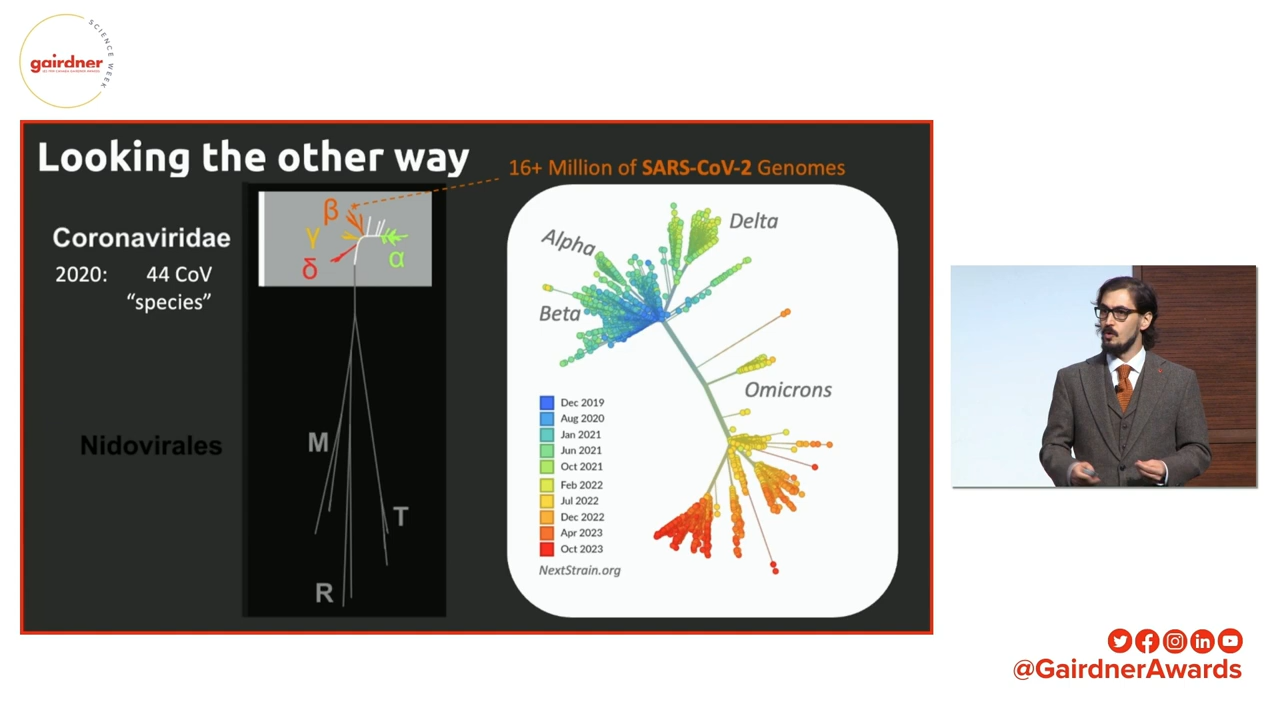 SCIENCE WEEK
gairdner
Looking the other way
16+ Million of SARS-CoV-2 Genomes
Coronaviridae
2020: 44 CoV
“species”
β
γ
δ
α
Nidovirales
M
T
R
Alpha
Delta
Beta
Omicrons
Dec 2019
Aug 2020
Jan 2021
Jun 2021
Oct 2021
Feb 2022
Jul 2022
Dec 2022
Apr 2023
Oct 2023
NextStrain.org
@GairdnerAwards